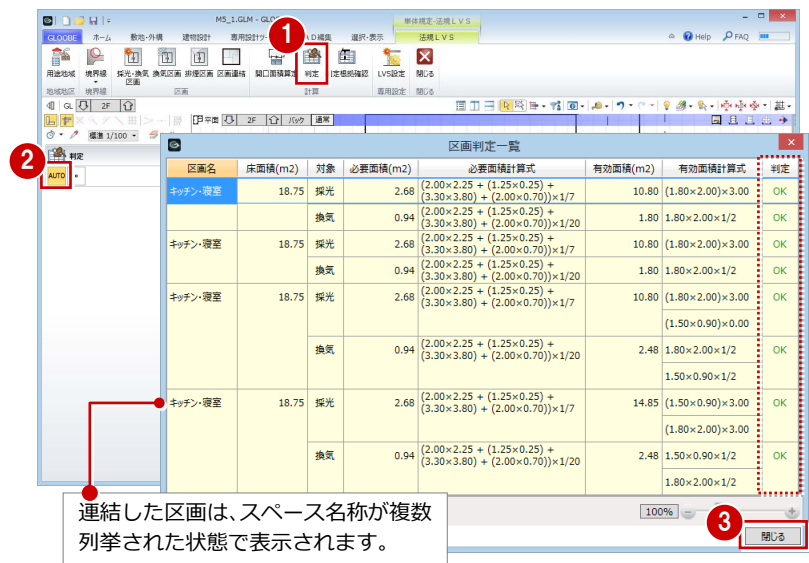 M5_1.GLM - GLO
単体規定-法規LVS
GLOOBE ホーム 敷地・外構 建物設計 専用設計ツ 編集 選択・表示 法規LVS Help FAQ
用途地域 境界線 採光・換気区画 換気区画 排煙区画 区画連結 開口面積算定 判定 定根拠確認 LVS設定 閉じる
地域地区 境界線 区画 計算 専用設定 閉じる
GL 2F
平面 2F バック 通常
標準 1/100
1
2
判定
AUTO
区画判定一覧
区画名 床面積(m2) 対象 必要面積(m2) 必要面積計算式 有効面積(m2) 有効面積計算式 判定
キッチン・寝室 18.75 採光 2.68 (2.00×2.25 + (1.25×0.25) + 10.80 (1.80×2.00)×3.00 OK
(3.30×3.80) + (2.00×0.70))×1/7
換気 0.94 (2.00×2.25 + (1.25×0.25) + 1.80 1.80×2.00×1/2 OK
(3.30×3.80) + (2.00×0.70))×1/20
キッチン・寝室 18.75 採光 2.68 (2.00×2.25 + (1.25×0.25) + 10.80 (1.80×2.00)×3.00 OK
(3.30×3.80) + (2.00×0.70))×1/7
換気 0.94 (2.00×2.25 + (1.25×0.25) + 1.80 1.80×2.00×1/2 OK
(3.30×3.80) + (2.00×0.70))×1/20
キッチン・寝室 18.75 採光 2.68 (2.00×2.25 + (1.25×0.25) + 10.80 (1.80×2.00)×3.00 OK
(3.30×3.80) + (2.00×0.70))×1/7
(1.50×0.90)×0.00
換気 0.94 (2.00×2.25 + (1.25×0.25) + 2.48 1.80×2.00×1/2 OK
(3.30×3.80) + (2.00×0.70))×1/20
1.50×0.90×1/2
キッチン・寝室 18.75 採光 2.68 (2.00×2.25 + (1.25×0.25) + 14.85 (1.50×0.90)×3.00 OK
(3.30×3.80) + (2.00×0.70))×1/7
(1.80×2.00)×3.00
換気 0.94 (2.00×2.25 + (1.25×0.25) + 2.48 1.50×0.90×1/2 OK
(3.30×3.80) + (2.00×0.70))×1/20
1.80×2.00×1/2
連結した区画は、スペース名称が複数
列挙された状態で表示されます。
100%
3
閉じる